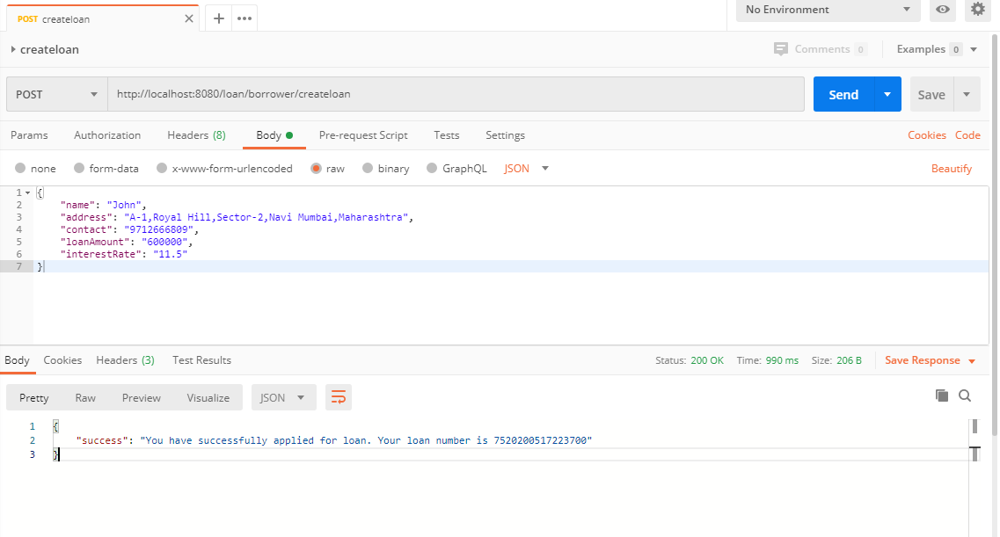 POST createloan
No Environment
createloan
Comments 0
Examples 0
POST
http://localhost:8080/loan/borrower/createloan
Send
Save
Params Authorization Headers (8) Body Pre-request Script Tests Settings
Cookies Code
none form-data x-www-form-urlencoded raw binary GraphQL JSON
Beautify
1 {
2 "name": "John",
3 "address": "A-1,Royal Hill,Sector-2,Navi Mumbai,Maharashtra",
4 "contact": "9712666809",
5 "loanAmount": "600000",
6 "interestRate": "11.5"
7 }
Body Cookies Headers (3) Test Results
Status: 200 OK Time: 990 ms Size: 206 B
Save Response
Pretty Raw Preview Visualize JSON
1 {
2 "success": "You have successfully applied for loan. Your loan number is 7520200517223700"
3 }